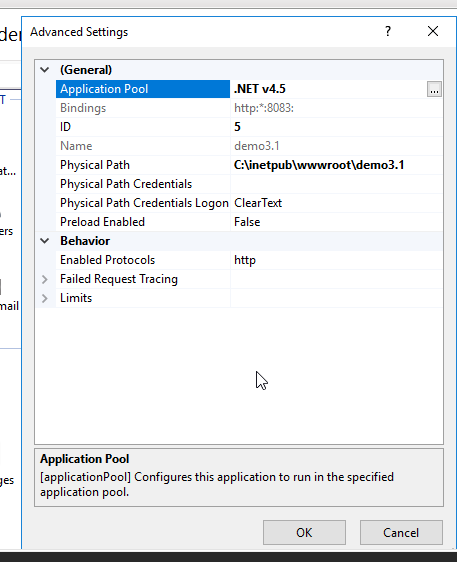 der
Advanced Settings
?
(General)
Application Pool .NET v4.5 ...
Bindings http:*:8083:
ID 5
Name demo3.1
Physical Path C:\inetpub\wwwroot\demo3.1
Physical Path Credentials
Physical Path Credentials Logon ClearText
Preload Enabled False
Behavior
Enabled Protocols http
Failed Request Tracing
Limits
T
at...
ers
mail
ges
Application Pool
[applicationPool] Configures this application to run in the specified
application pool.
OK
Cancel